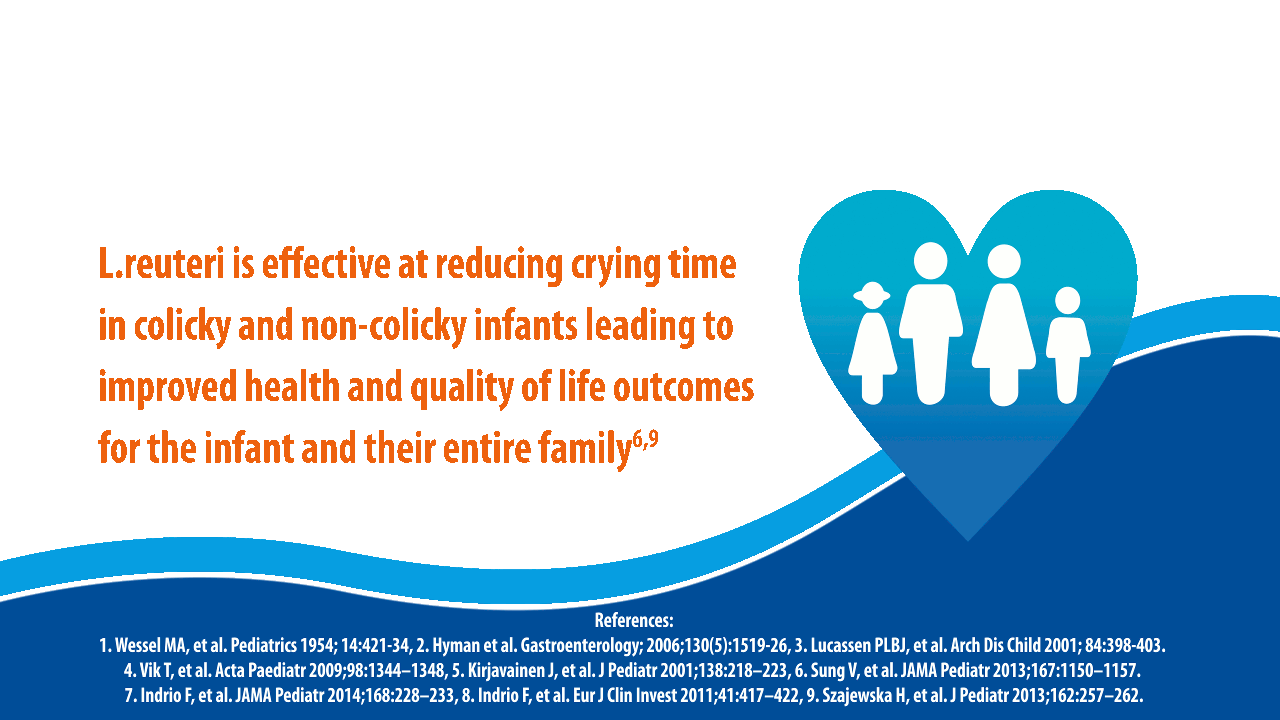 L.reuteri is effective at reducing crying time
in colicky and non-colicky infants leading to
improved health and quality of life outcomes
for the infant and their entire family6,9
References:
1. Wessel MA, et al. Pediatrics 1954; 14:421-34, 2. Hyman et al. Gastroenterology; 2006;130(5):1519-26, 3. Lucassen PLBJ, et al. Arch Dis Child 2001; 84:398-403.
4. Vik T, et al. Acta Paediatr 2009;98:1344–1348, 5. Kirjavainen J, et al. J Pediatr 2001;138:218–223, 6. Sung V, et al. JAMA Pediatr 2013;167:1150–1157.
7. Indrio F, et al. JAMA Pediatr 2014;168:228–233, 8. Indrio F, et al. Eur J Clin Invest 2011;41:417–422, 9. Szajewska H, et al. J Pediatr 2013;162:257–262.